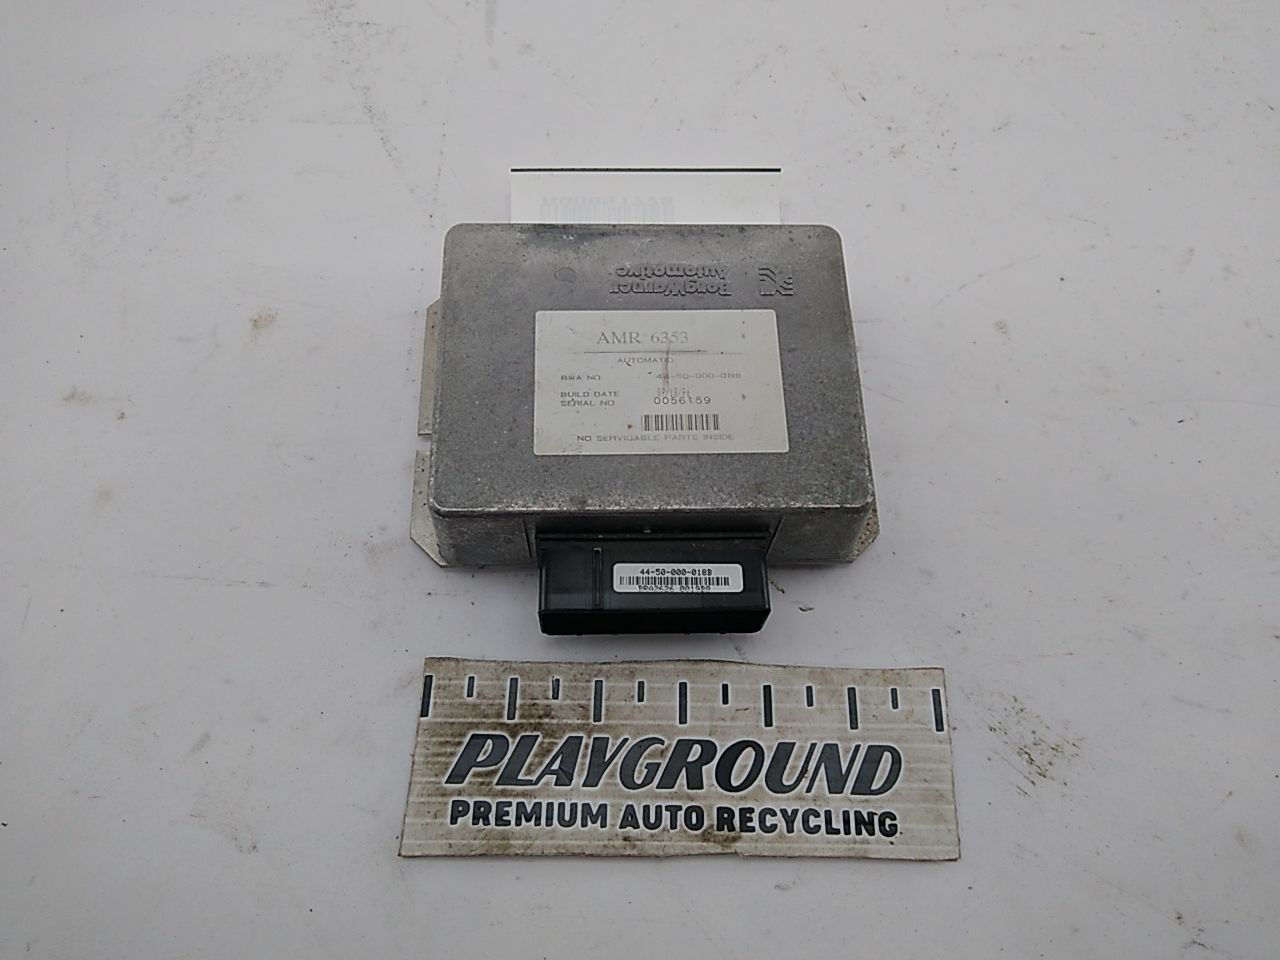 BorgWarner
Automotive
AMR 6353
AUTOMATIC
BWA NO 44-50-000-018
BUILD DATE
SERIAL NO 0056159
NO SERVICABLE PARTS INSIDE
44-50-000-018B
PLAYGROUND
PREMIUM AUTO RECYCLING